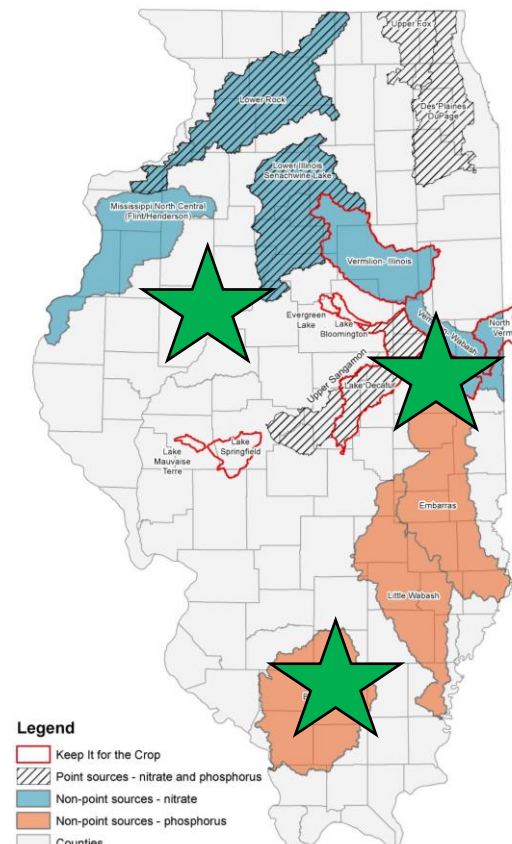 Upper Fox
Des Plaines
DuPage
Lower Rock
Lower Illinois
Senachwine Lake
Mississippi North Central
(Flint/Henderson)
Vermilion- Illinois
Evergreen
Lake
Lake
Bloomington
Wabash
North
Upper Sangamon
Lake Decatur
Lake
Springfield
Lake
Mauvaise
Terre
Embarras
Little Wabash
Legend
Keep It for the Crop
Point sources - nitrate and phosphorus
Non-point sources - nitrate
Non-point sources - phosphorus
Counties